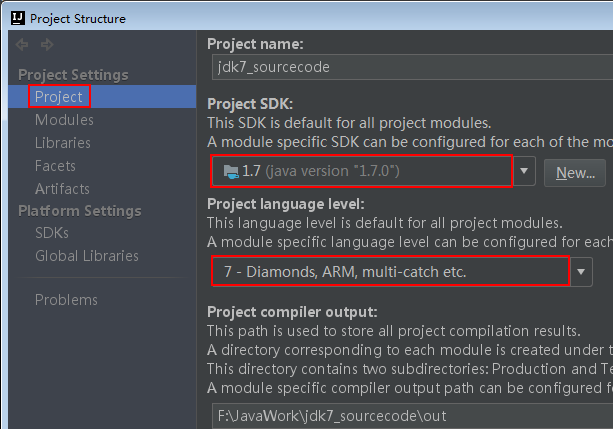 IJ Project Structure
Project Settings
Project
Modules
Libraries
Facets
Artifacts
Platform Settings
SDKs
Global Libraries
Problems
Project name:
jdk7_sourcecode
Project SDK:
This SDK is default for all project modules.
A module specific SDK can be configured for each of the mo
1.7 (java version "1.7.0")
New...
Project language level:
This language level is default for all project modules.
A module specific language level can be configured for each
7 - Diamonds, ARM, multi-catch etc.
Project compiler output:
This path is used to store all project compilation results.
A directory corresponding to each module is created under t
This directory contains two subdirectories: Production and Te
A module specific compiler output path can be configured fo
F:\JavaWork\jdk7_sourcecode\out